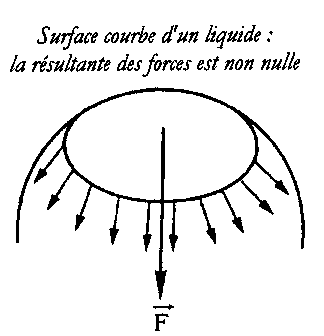 Surface courbe d'un liquide :
la résultante des forces est non nulle
F